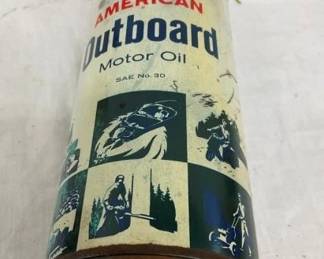 AMERICAN
Outboard
Motor Oil
SAE No. 30